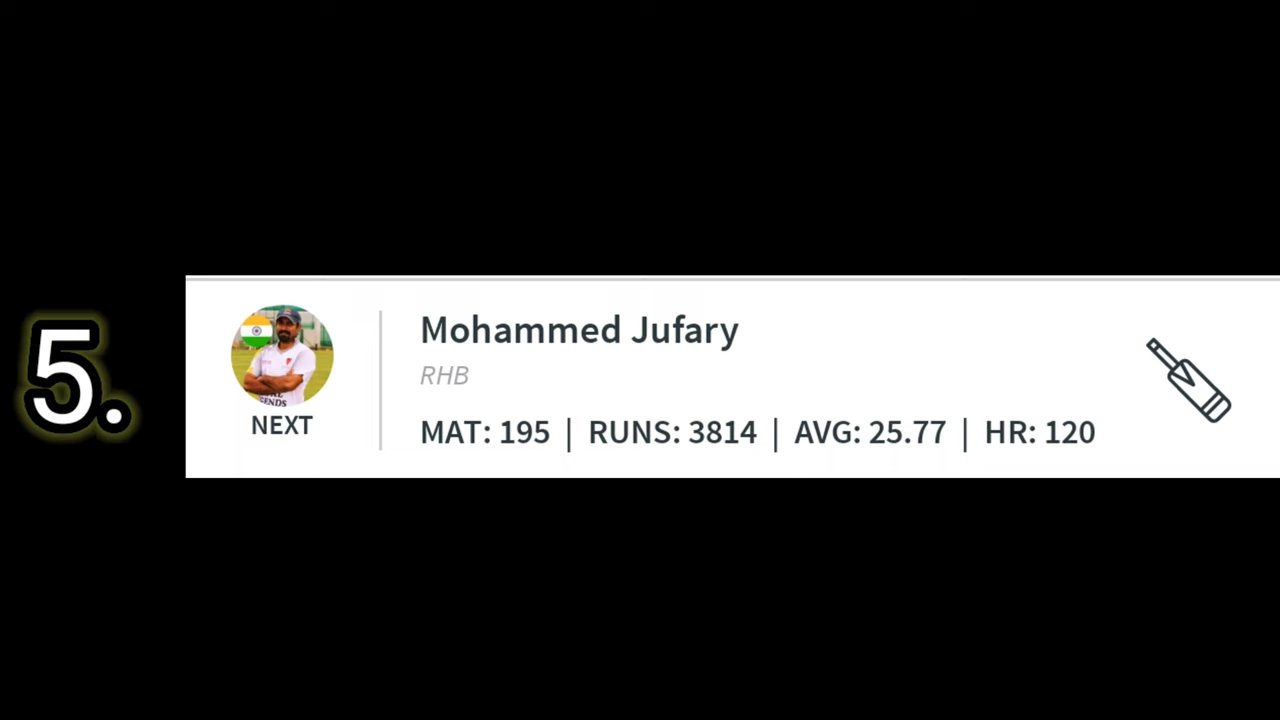 5.
Mohammed Jufary
RHB
NEXT
MAT: 195 | RUNS: 3814 | AVG: 25.77 | HR: 120